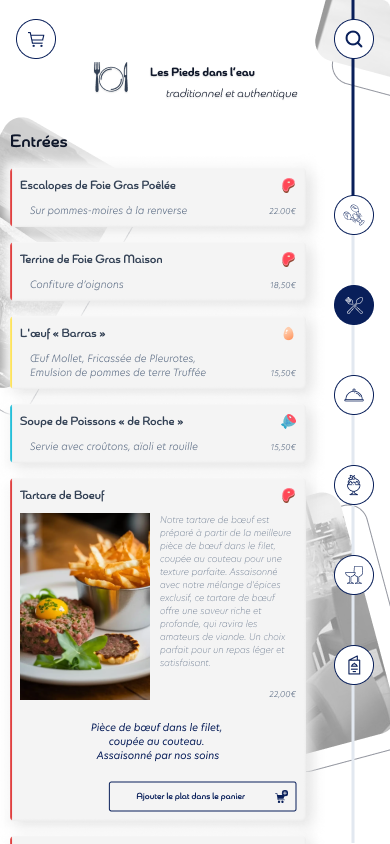 Les Pieds dans l'eau
traditionnel et authentique
Entrées
Escalopes de Foie Gras Poêlée
Sur pommes-moires à la renverse
22.00€
Terrine de Foie Gras Maison
Confiture d'oignons
18,50€
L'œuf « Barras »
Œuf Mollet, Fricassée de Pleurotes,
Emulsion de pommes de terre Truffée
15,50€
Soupe de Poissons « de Roche »
Servie avec croûtons, aïoli et rouille
15,50€
Tartare de Boeuf
Notre tartare de bœuf est
préparé à partir de la meilleure
pièce de bœuf dans le filet,
coupée au couteau pour une
texture parfaite. Assaisonné
avec notre mélange d'épices
exclusif, ce tartare de bœuf
offre une saveur riche et
profonde, qui ravira les
amateurs de viande. Un choix
parfait pour un repas léger et
satisfaisant.
22,00€
Pièce de bœuf dans le filet,
coupée au couteau.
Assaisonné par nos soins
Ajouter le plat dans le panier